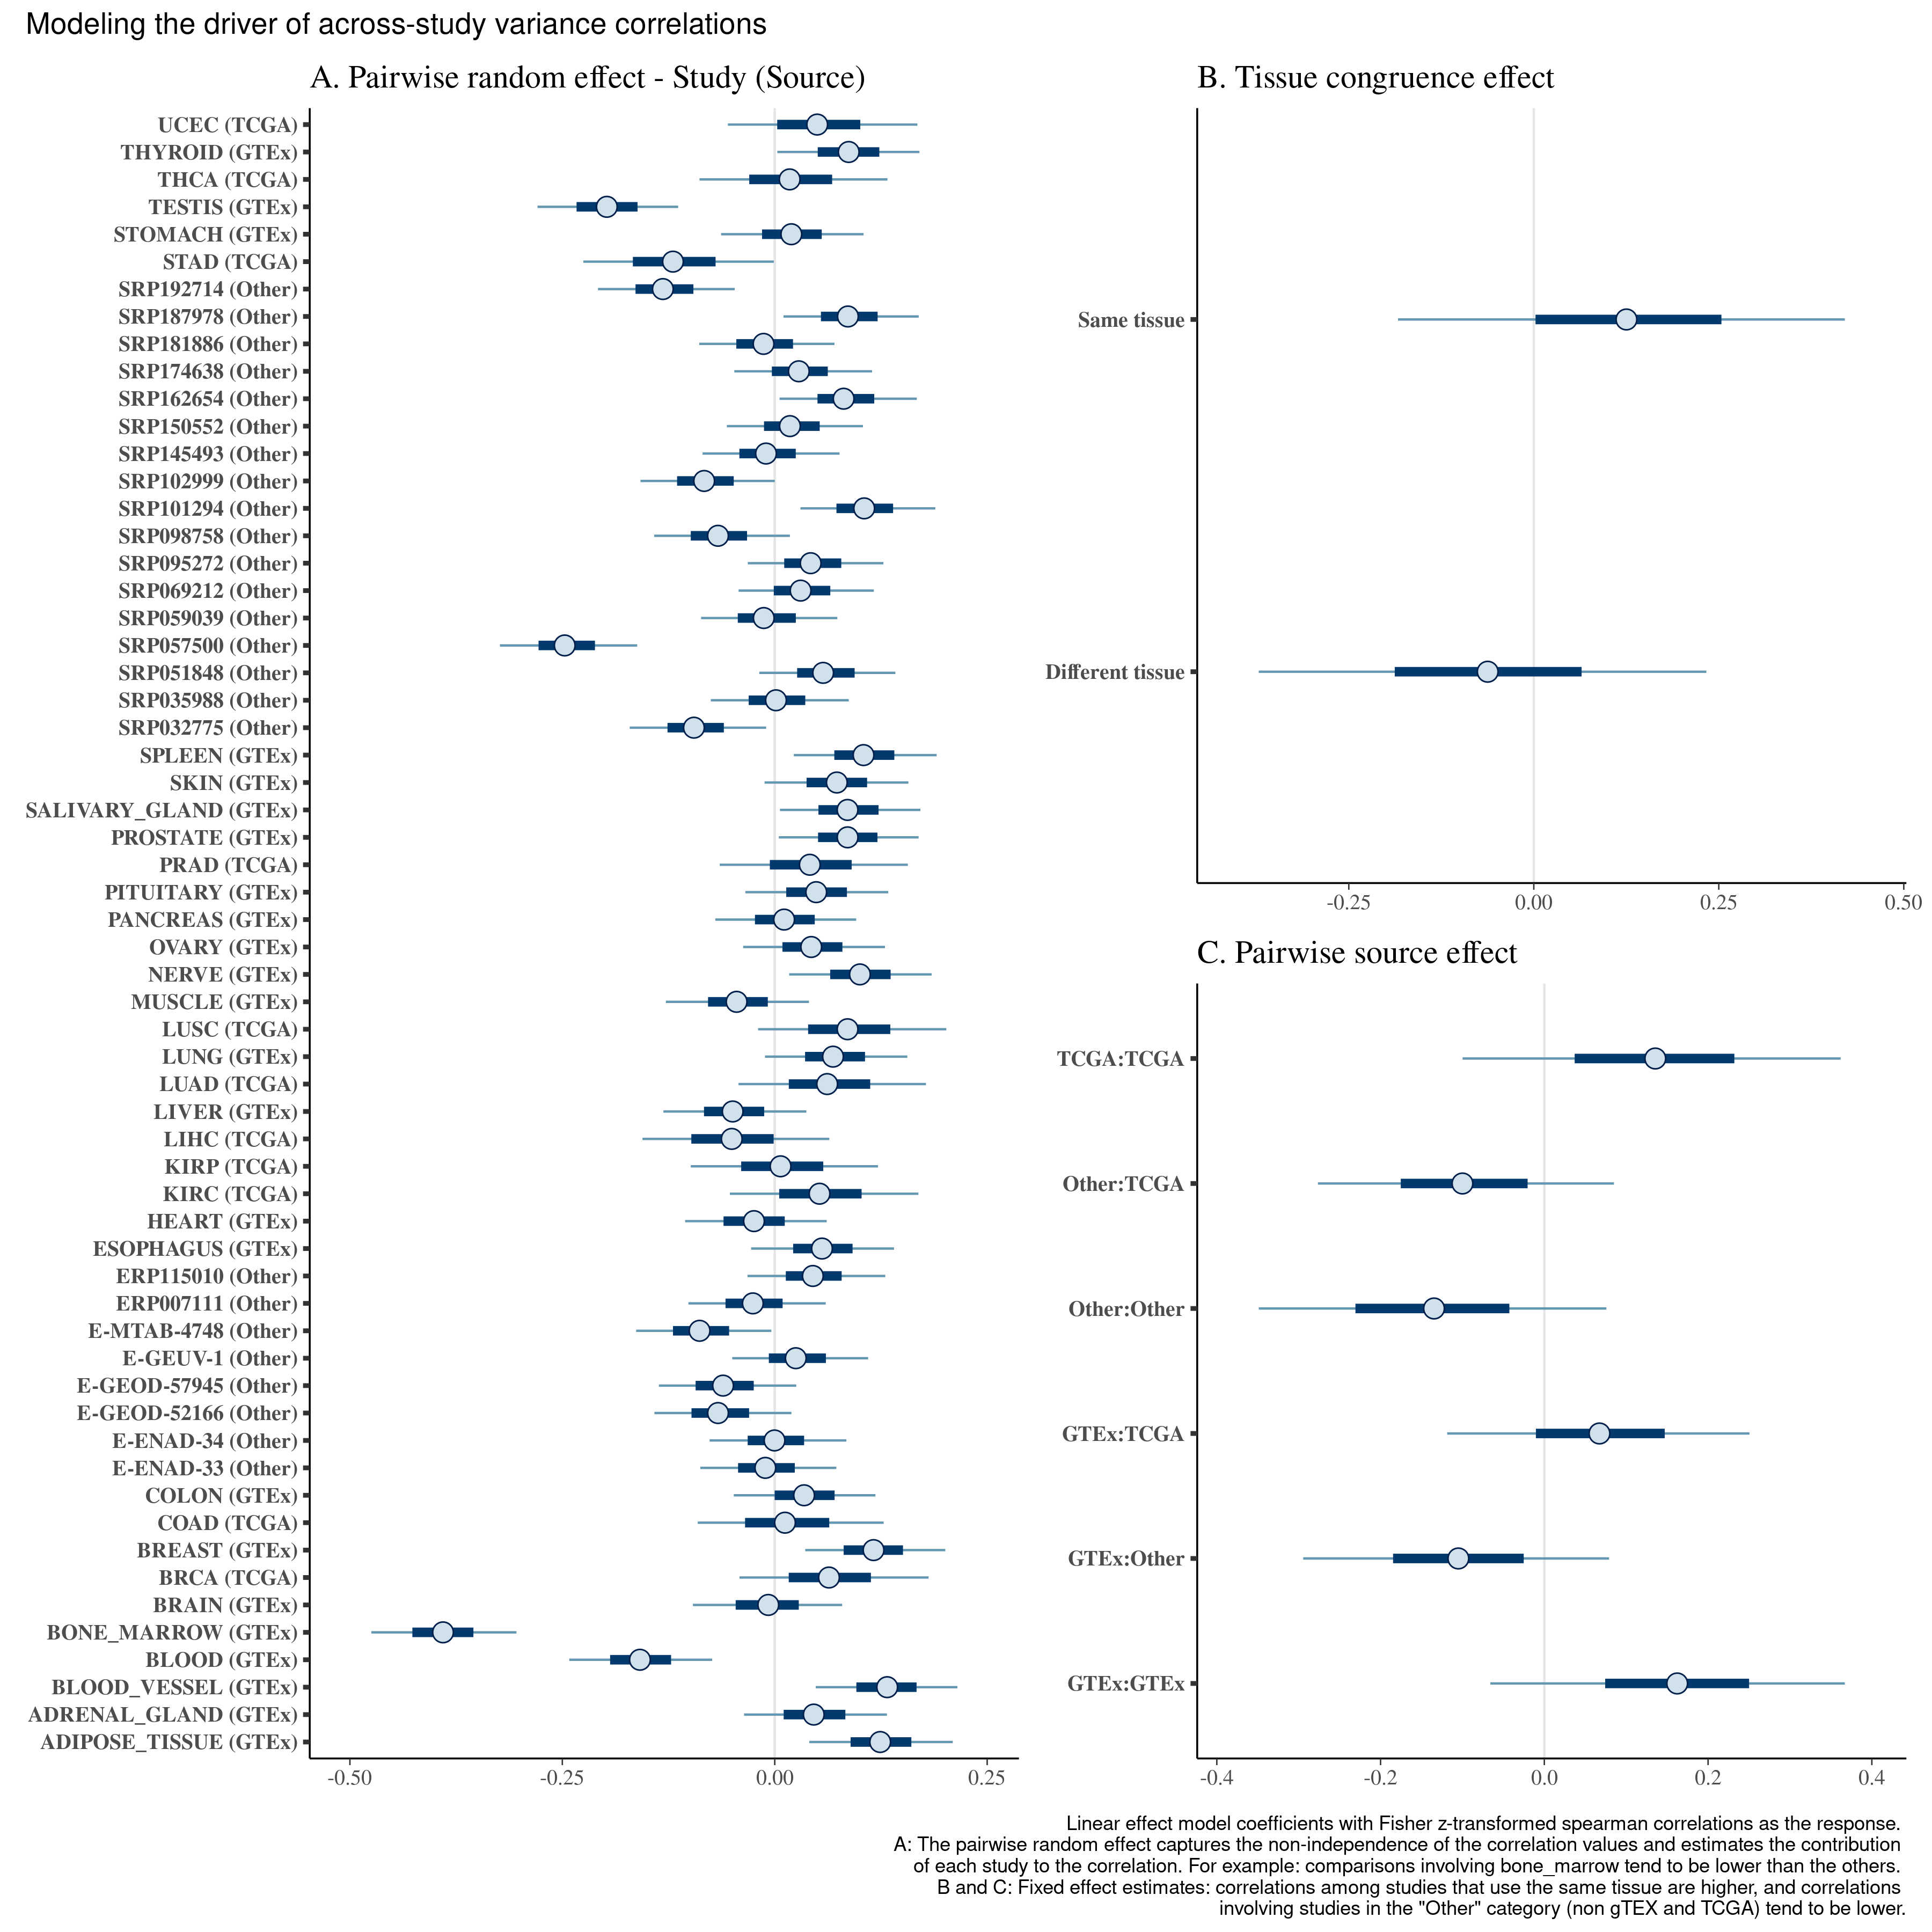 Modeling the driver of across-study variance correlations
A. Pairwise random effect - Study (Source)
UCEC (TCGA)
THYROID (GTEx)
THCA (TCGA)
TESTIS (GTEx)
STOMACH (GTEx)
STAD (TCGA)
SRP192714 (Other)
SRP187978 (Other)
SRP181886 (Other)
SRP174638 (Other)
SRP162654 (Other)
SRP150552 (Other)
SRP145493 (Other)
SRP102999 (Other)
SRP101294 (Other)
SRP098758 (Other)
SRP095272 (Other)
SRP069212 (Other)
SRP059039 (Other)
SRP057500 (Other)
SRP051848 (Other)
SRP035988 (Other)
SRP032775 (Other)
SPLEEN (GTEx)
SKIN (GTEx)
SALIVARY_GLAND (GTEx)
PROSTATE (GTEx)
PRAD (TCGA)
PITUITARY (GTEx)
PANCREAS (GTEx)
OVARY (GTEx)
NERVE (GTEx)
MUSCLE (GTEx)
LUSC (TCGA)
LUNG (GTEx)
LUAD (TCGA)
LIVER (GTEx)
LIHC (TCGA)
KIRP (TCGA)
KIRC (TCGA)
HEART (GTEx)
ESOPHAGUS (GTEx)
ERP115010 (Other)
ERP007111 (Other)
E-MTAB-4748 (Other)
E-GEUV-1 (Other)
E-GEOD-57945 (Other)
E-GEOD-52166 (Other)
E-ENAD-34 (Other)
E-ENAD-33 (Other)
COLON (GTEx)
COAD (TCGA)
BREAST (GTEx)
BRCA (TCGA)
BRAIN (GTEx)
BONE_MARROW (GTEx)
BLOOD (GTEx)
BLOOD_VESSEL (GTEx)
ADRENAL_GLAND (GTEx)
ADIPOSE_TISSUE (GTEx)
-0.50 -0.25 0.00 0.25
B. Tissue congruence effect
Same tissue
Different tissue
-0.25 0.00 0.25 0.50
C. Pairwise source effect
TCGA:TCGA
Other:TCGA
Other:Other
GTEx:TCGA
GTEx:Other
GTEx:GTEx
-0.4 -0.2 0.0 0.2 0.4
Linear effect model coefficients with Fisher z-transformed spearman correlations as the response.
A: The pairwise random effect captures the non-independence of the correlation values and estimates the contribution
of each study to the correlation. For example: comparisons involving bone_marrow tend to be lower than the others.
B and C: Fixed effect estimates: correlations among studies that use the same tissue are higher, and correlations
involving studies in the "Other" category (non gTEX and TCGA) tend to be lower.